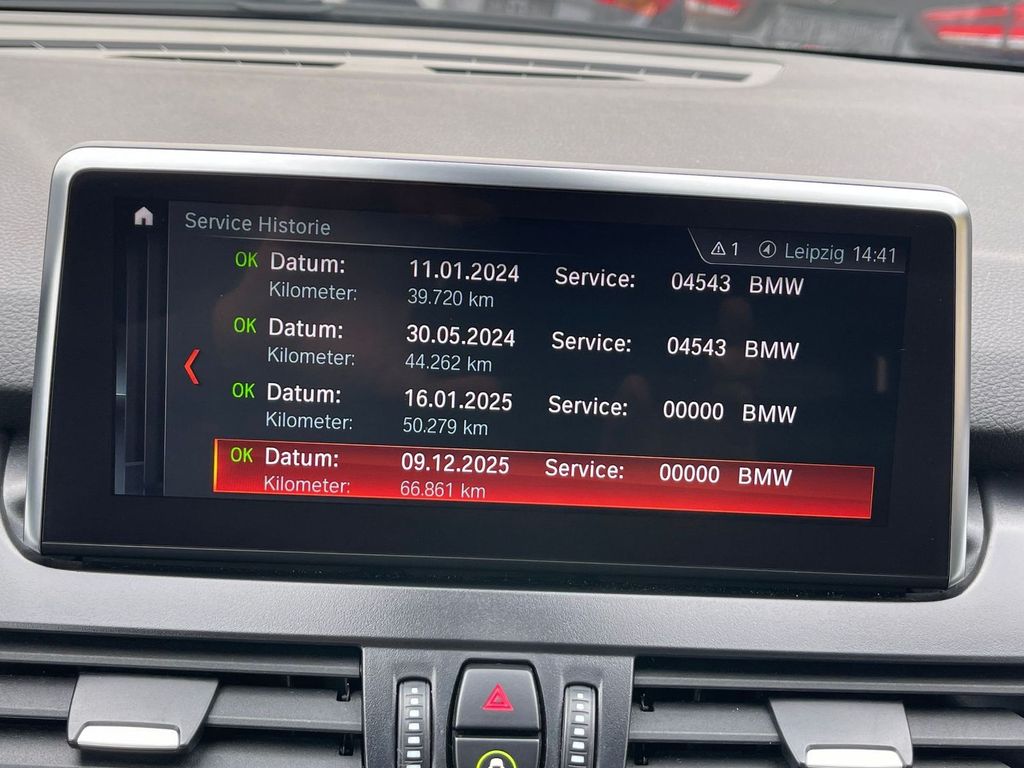 Service Historie
1 Leipzig 14:41
OK Datum: 11.01.2024 Service: 04543 BMW
Kilometer: 39.720 km
OK Datum: 30.05.2024 Service: 04543 BMW
Kilometer: 44.262 km
OK Datum: 16.01.2025 Service: 00000 BMW
Kilometer: 50.279 km
OK Datum: 09.12.2025 Service: 00000 BMW
Kilometer: 66.861 km